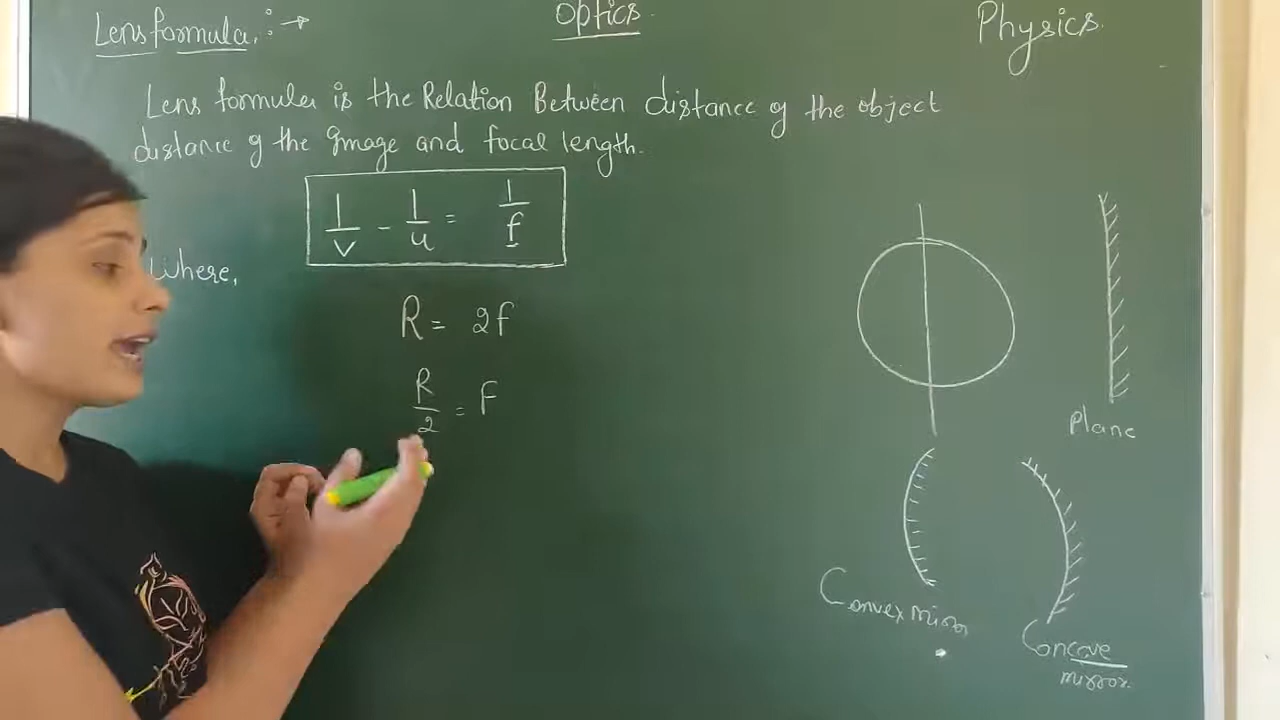 Lens formula :→
Optics
Physics
Lens formula is the Relation Between distance of the object
distance of the Image and focal length.
1/v - 1/u = 1/f
Where,
R = 2f
R/2 = F
Plane
Convex mirror
Concave
mirror